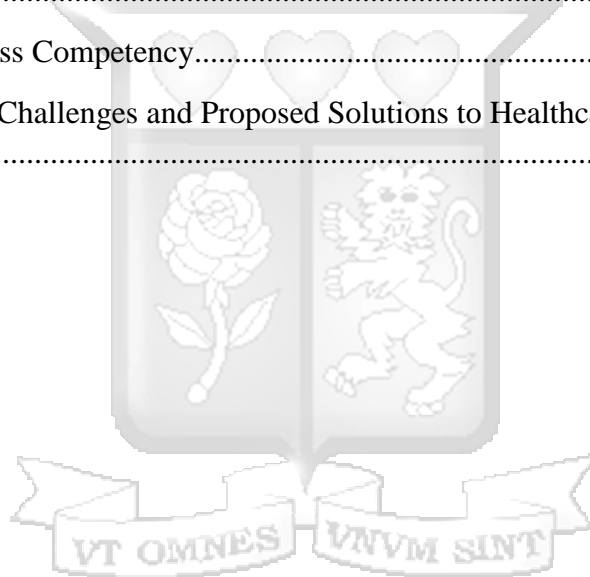 ..........................................................................
ss Competency..................................................
Challenges and Proposed Solutions to Healthc
..........................................................................
VT OMNES VNVM SINT